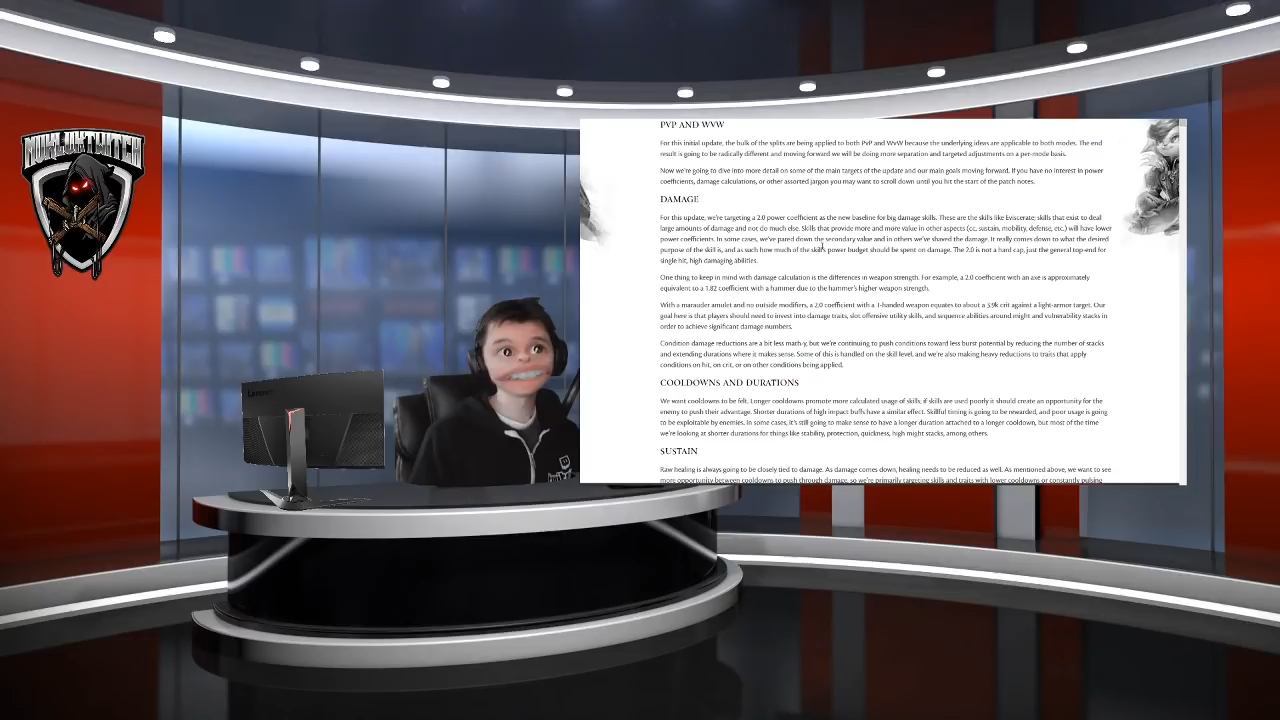 PVP AND WVW
For this initial update, the bulk of the splits are being applied to both PvP and WvW because the underlying ideas are applicable to both modes. The end
result is going to be radically different and moving forward we will be doing more separation and targeted adjustments on a per-mode basis.
Now we're going to dive into more detail on some of the main targets of the update and our main goals moving forward. If you have no interest in power
coefficients, damage calculations, or other assorted jargon you may want to scroll down until you hit the start of the patch notes.
DAMAGE
For this update, we're targeting a 2.0 power coefficient as the new baseline for big damage skills. These are the skills like Eviscerate; skills that exist to deal
large amounts of damage and not do much else. Skills that provide more and more value in other aspects (cc, sustain, mobility, defense, etc.) will have lower
power coefficients. In some cases, we've pared down the secondary value and in others we've shaved the damage. It really comes down to what the desired
purpose of the skill is, and as such how much of the skill's power budget should be spent on damage. The 2.0 is not a hard cap, just the general top-end for
single hit, high damaging abilities.
One thing to keep in mind with damage calculation is the differences in weapon strength. For example, a 2.0 coefficient with an axe is approximately
equivalent to a 1.82 coefficient with a hammer due to the hammer's higher weapon strength.
With a marauder amulet and no outside modifiers, a 2.0 coefficient with a 1-handed weapon equates to about a 3.9k crit against a light-armor target. Our
goal here is that players should need to invest into damage traits, slot offensive utility skills, and sequence abilities around might and vulnerability stacks in
order to achieve significant damage numbers.
Condition damage reductions are a bit less math-y, but we're continuing to push conditions toward less burst potential by reducing the number of stacks
and extending durations where it makes sense. Some of this is handled on the skill level, and we're also making heavy reductions to traits that apply
conditions on hit, on crit, or on other conditions being applied.
COOLDOWNS AND DURATIONS
We want cooldowns to be felt. Longer cooldowns promote more calculated usage of skills; if skills are used poorly it should create an opportunity for the
enemy to push their advantage. Shorter durations of high impact buffs have a similar effect. Skillful timing is going to be rewarded, and poor usage is going
to be exploitable by enemies. In some cases, it's still going to make sense to have a longer duration attached to a longer cooldown, but most of the time
we're looking at shorter durations for things like stability, protection, quickness, high might stacks, among others.
SUSTAIN
Raw healing is always going to be closely tied to damage. As damage comes down, healing needs to be reduced as well. As mentioned above, we want to see
more opportunity between cooldowns to push through damage, so we're primarily targeting skills and traits with lower cooldowns or constantly pulsing
Lenovo